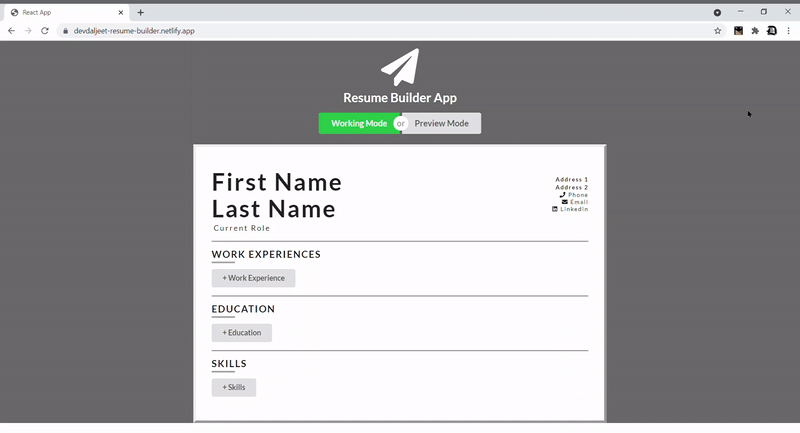 React App
devdaljeet-resume-builder.netlify.app
Resume Builder App
Working Mode or Preview Mode
First Name
Last Name
Current Role
Address 1
Address 2
Phone
Email
LinkedIn
WORK EXPERIENCES
+ Work Experience
EDUCATION
+ Education
SKILLS
+ Skills